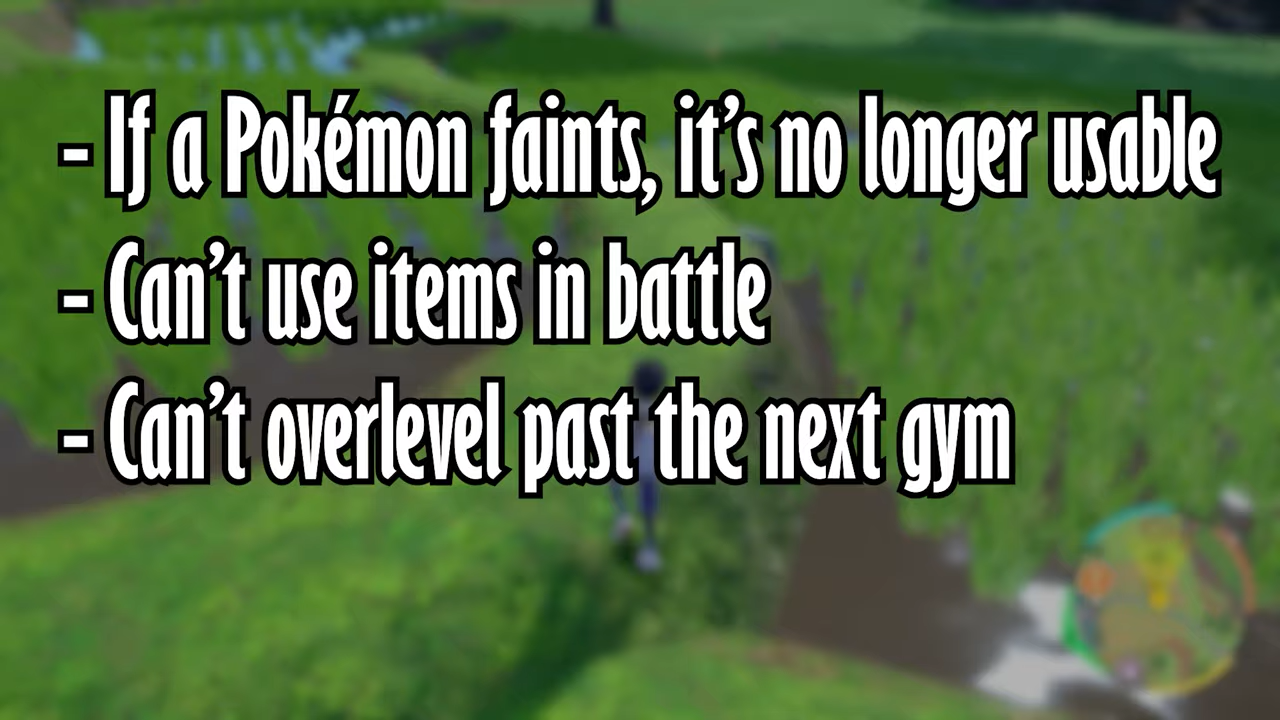 - If a Pokémon faints, it's no longer usable
- Can't use items in battle
- Can't overlevel past the next gym